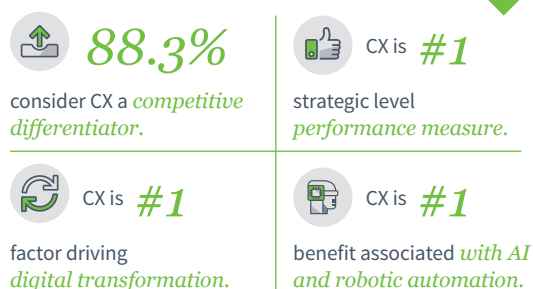 88.3%
consider CX a competitive
differentiator.
CX is #1
strategic level
performance measure.
CX is #1
factor driving
digital transformation.
CX is #1
benefit associated with AI
and robotic automation.